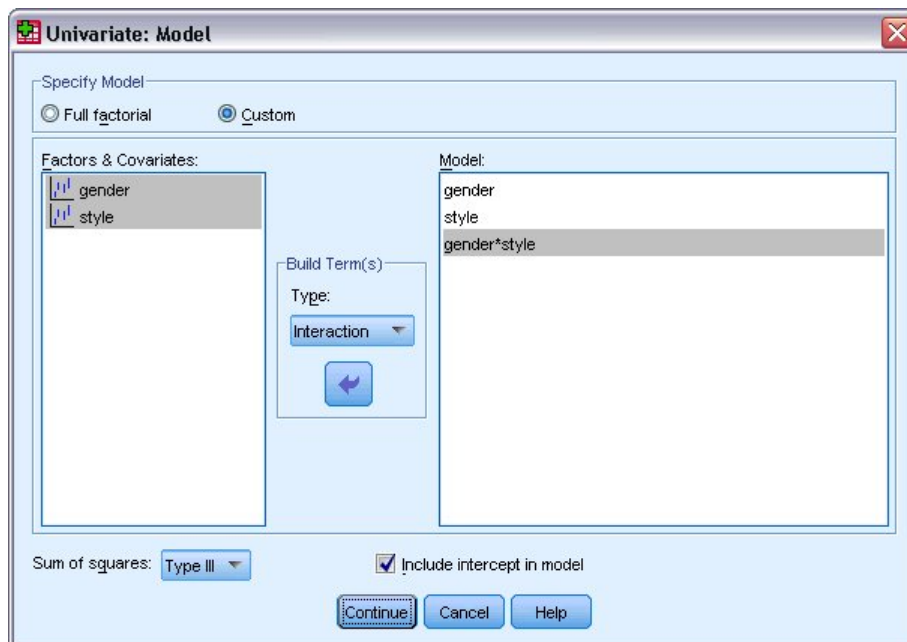 Univariate: Model
Specify Model
Full factorial
Custom
Factors & Covariates:
gender
style
Build Term(s)
Type:
Interaction
Model:
gender
style
gender*style
Sum of squares: Type III
Include intercept in model
Continue Cancel Help